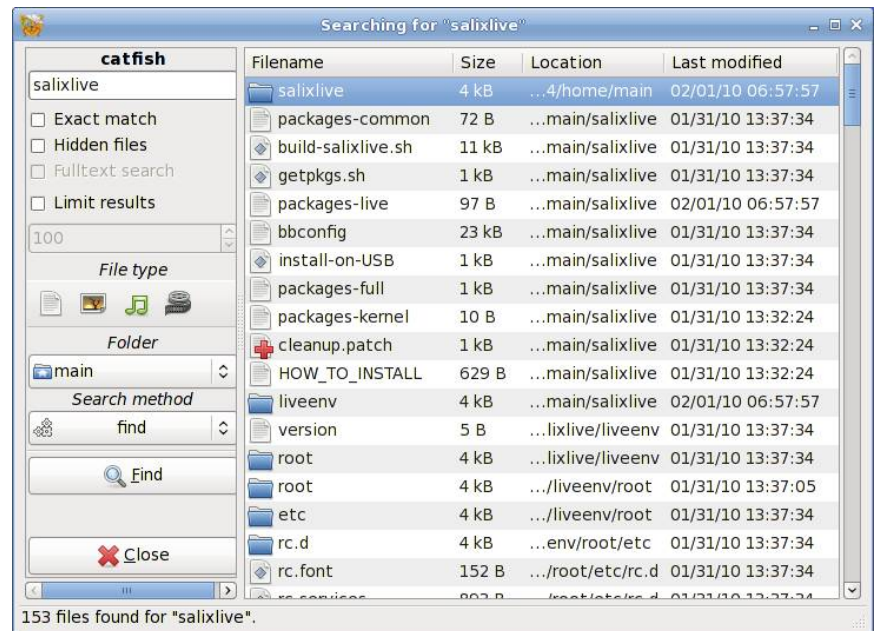 Searching for "salixlive"
catfish
salixlive
Exact match
Hidden files
Fulltext search
Limit results
100
File type
Folder
main
Search method
find
Find
Close
Filename Size Location Last modified
salixlive 4 kB ...4/home/main 02/01/10 06:57:57
packages-common 72 B ...main/salixlive 01/31/10 13:37:34
build-salixlive.sh 11 kB ...main/salixlive 01/31/10 13:37:34
getpkgs.sh 1 kB ...main/salixlive 01/31/10 13:37:34
packages-live 97 B ...main/salixlive 02/01/10 06:57:57
bbconfig 23 kB ...main/salixlive 01/31/10 13:37:34
install-on-USB 1 kB ...main/salixlive 01/31/10 13:37:34
packages-full 1 kB ...main/salixlive 01/31/10 13:37:34
packages-kernel 10 B ...main/salixlive 01/31/10 13:32:24
cleanup.patch 1 kB ...main/salixlive 01/31/10 13:32:24
HOW_TO_INSTALL 629 B ...main/salixlive 01/31/10 13:32:24
liveenv 4 kB ...main/salixlive 02/01/10 06:57:57
version 5 B ...lixlive/liveenv 01/31/10 13:37:34
root 4 kB ...lixlive/liveenv 01/31/10 13:37:34
root 4 kB .../liveenv/root 01/31/10 13:37:05
etc 4 kB .../liveenv/root 01/31/10 13:37:34
rc.d 4 kB ...env/root/etc 01/31/10 13:37:34
rc.font 152 B .../root/etc/rc.d 01/31/10 13:37:34
153 files found for "salixlive".